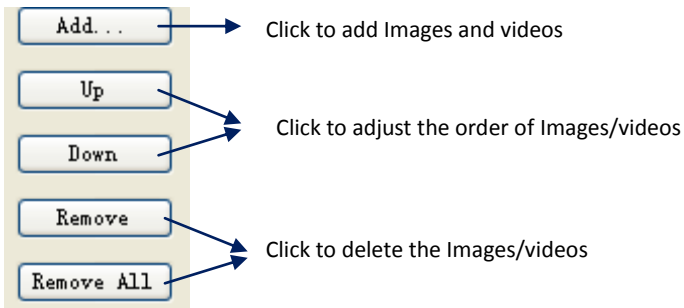 Add...
Click to add Images and videos
Up
Click to adjust the order of Images/videos
Down
Remove
Click to delete the Images/videos
Remove All